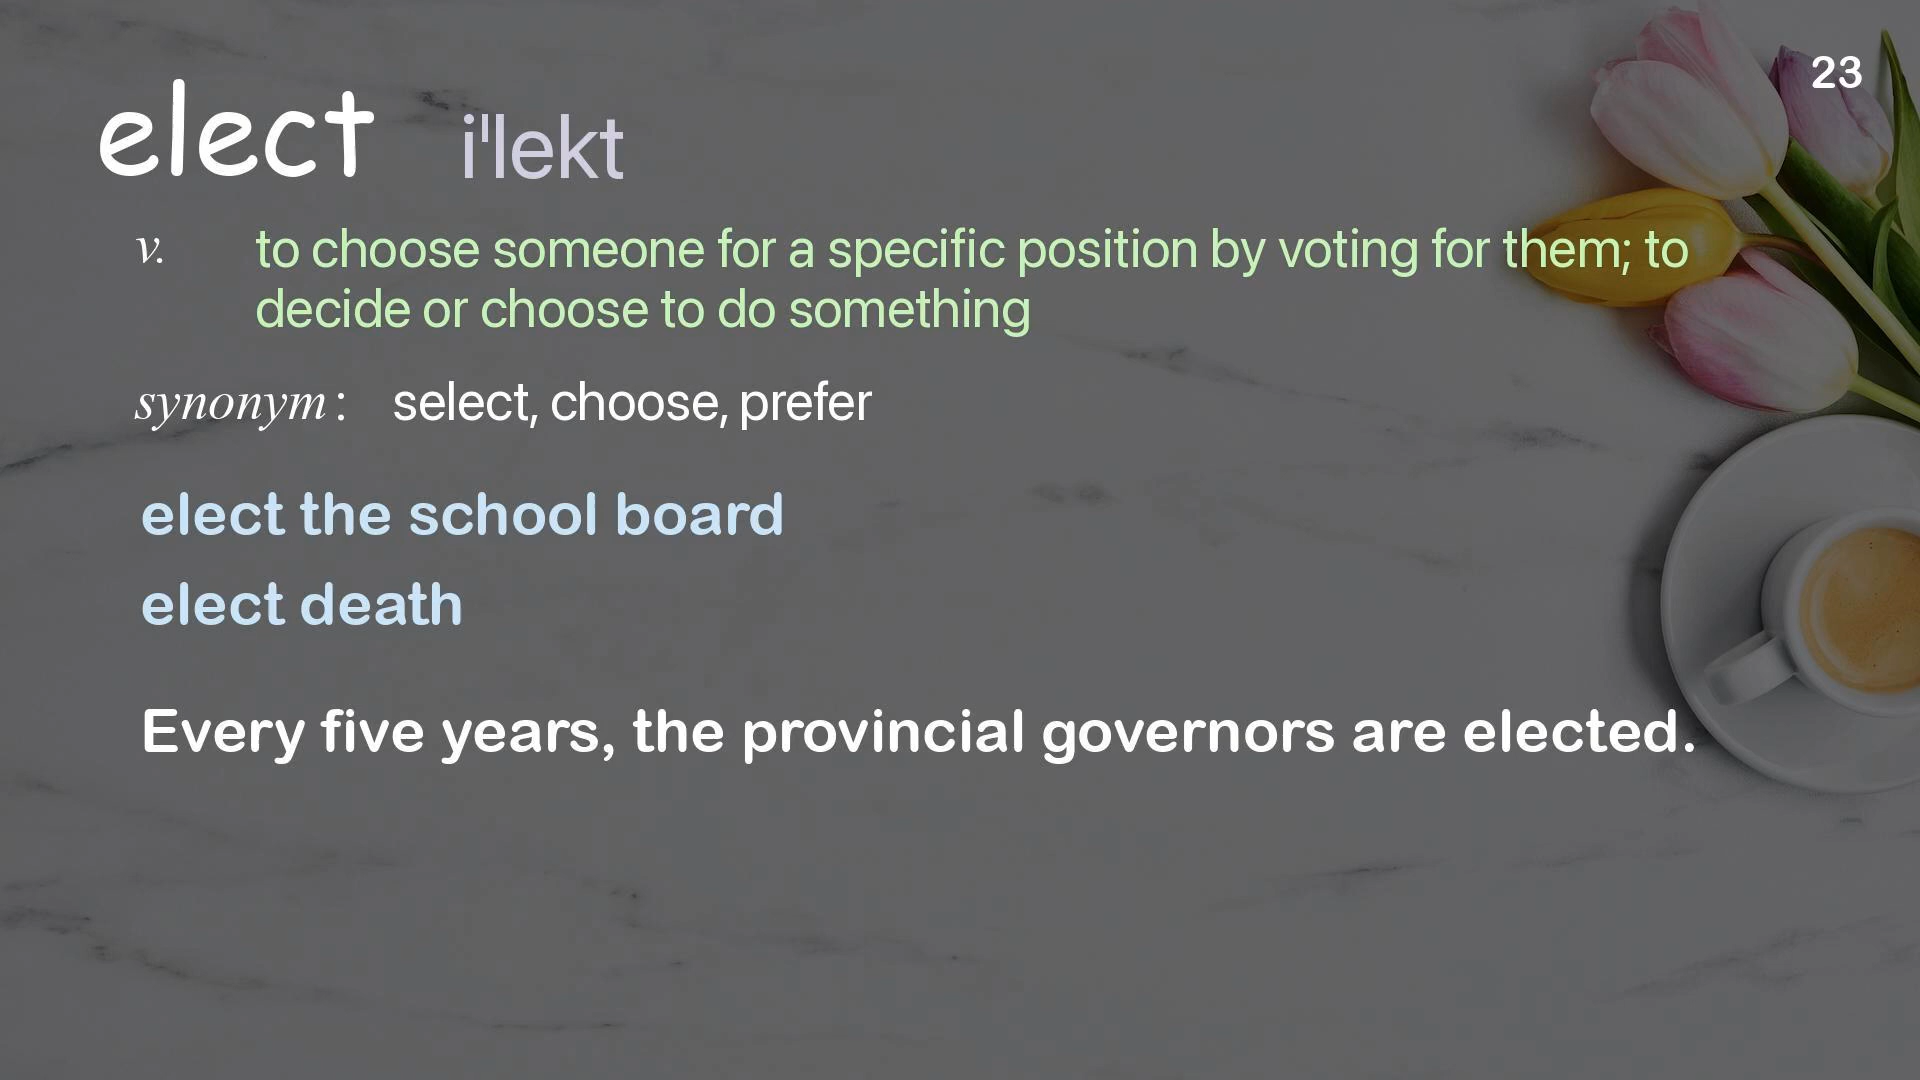 23
elect iˈlekt
v. to choose someone for a specific position by voting for them; to
decide or choose to do something
synonym: select, choose, prefer
elect the school board
elect death
Every five years, the provincial governors are elected.